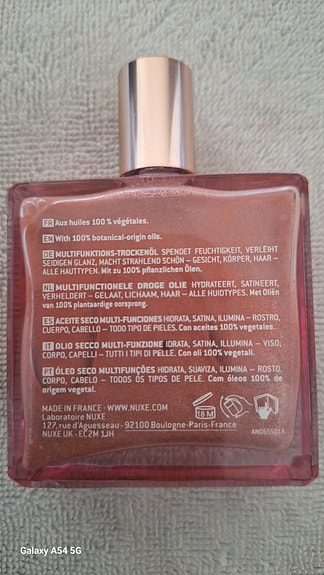 FR Aux huiles 100 % végétales.
EN With 100% botanical-origin oils.
DE MULTIFUNKTIONS-TROCKENÖL SPENDET FEUCHTIGKEIT, VERLEIHT
SEIDIGEN GLANZ, MACHT STRAHLEND SCHÖN – GESICHT, KÖRPER, HAAR –
ALLE HAUTTYPEN. Mit zu 100% pflanzlichen Ölen.
NL MULTIFUNCTIONELE DROGE OLIE HYDRATEERT, SATINEERT,
VERHELDERT – GELAAT, LICHAAM, HAAR – ALLE HUIDTYPES. Met Oliën
van 100% plantaardige oorsprong.
ES ACEITE SECO MULTI-FUNCIONES HIDRATA, SATINA, ILUMINA – ROSTRO,
CUERPO, CABELLO – TODO TIPO DE PIELES. Con aceites 100% vegetales.
IT OLIO SECCO MULTI-FUNZIONE IDRATA, SATINA, ILLUMINA – VISO,
CORPO, CAPELLI – TUTTI I TIPI DI PELLE. Con oli 100% vegetali.
PT ÓLEO SECO MULTIFUNÇÕES HIDRATA, SUAVIZA, ILUMINA – ROSTO,
CORPO, CABELO – TODOS OS TIPOS DE PELE. Com óleos 100% de
origem vegetal.
MADE IN FRANCE - WWW.NUXE.COM
Laboratoire NUXE
127, rue d'Aguesseau - 92100 Boulogne-Paris-France
NUXE UK - EC2M 1JH
18 M
Galaxy A54 5G